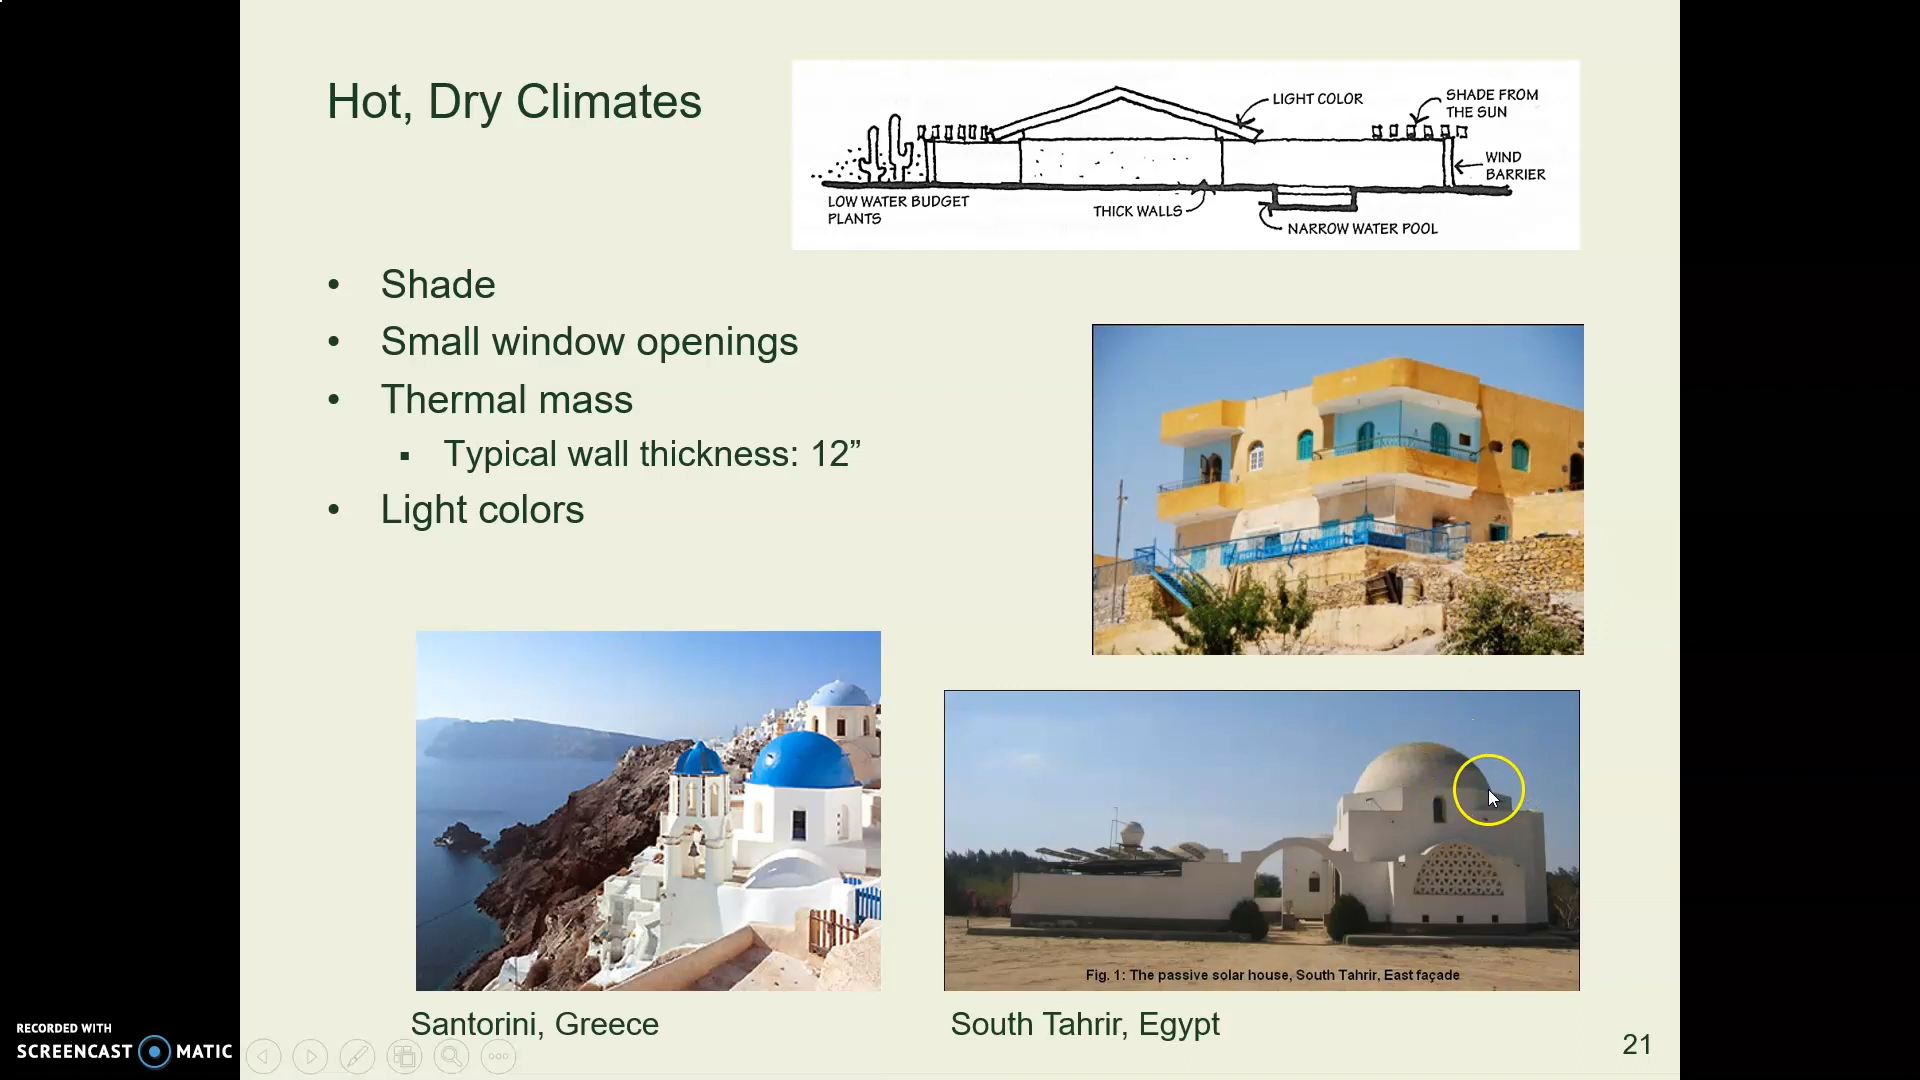 Hot, Dry Climates
LIGHT COLOR
SHADE FROM
THE SUN
WIND
BARRIER
LOW WATER BUDGET
PLANTS
THICK WALLS
NARROW WATER POOL
• Shade
• Small window openings
• Thermal mass
▪ Typical wall thickness: 12”
• Light colors
Fig. 1: The passive solar house, South Tahrir, East façade
Santorini, Greece
South Tahrir, Egypt
21
RECORDED WITH
SCREENCAST MATIC